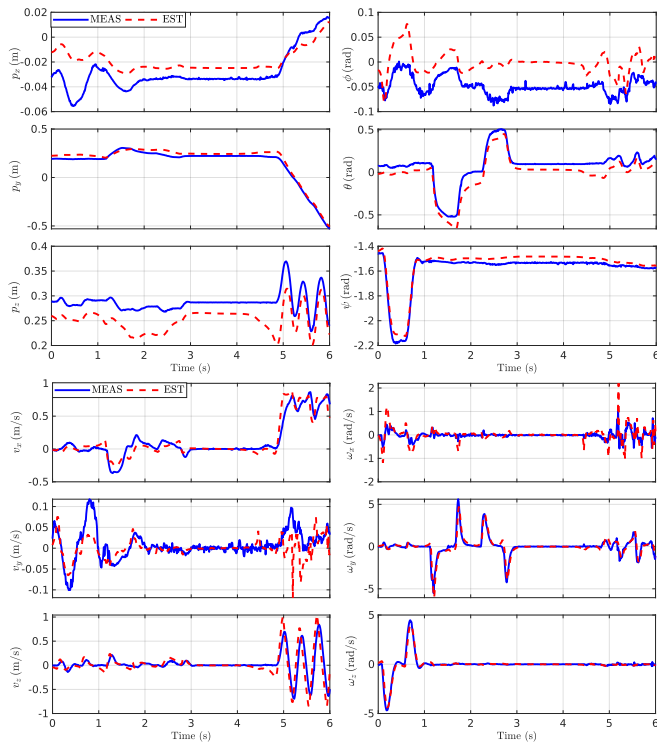 0.02
0
-0.02
-0.04
-0.06
p_z (m)
MEAS
EST
0.1
0.05
0
-0.05
-0.1
ϕ (rad)
0.5
0
-0.5
p_y (m)
0.5
0
-0.5
θ (rad)
0.4
0.35
0.3
0.25
0.2
p_z (m)
0 1 2 3 4 5 6
Time (s)
-1.4
-1.6
-1.8
-2
-2.2
ψ (rad)
0 1 2 3 4 5 6
Time (s)
1
0.5
0
-0.5
v_x (m/s)
MEAS
EST
2
1
0
-1
-2
ω_x (rad/s)
0.1
0.05
0
-0.05
-0.1
v_y (m/s)
5
0
-5
ω_y (rad/s)
1
0.5
0
-0.5
-1
v_z (m/s)
0 1 2 3 4 5 6
Time (s)
5
0
-5
ω_z (rad/s)
0 1 2 3 4 5 6
Time (s)